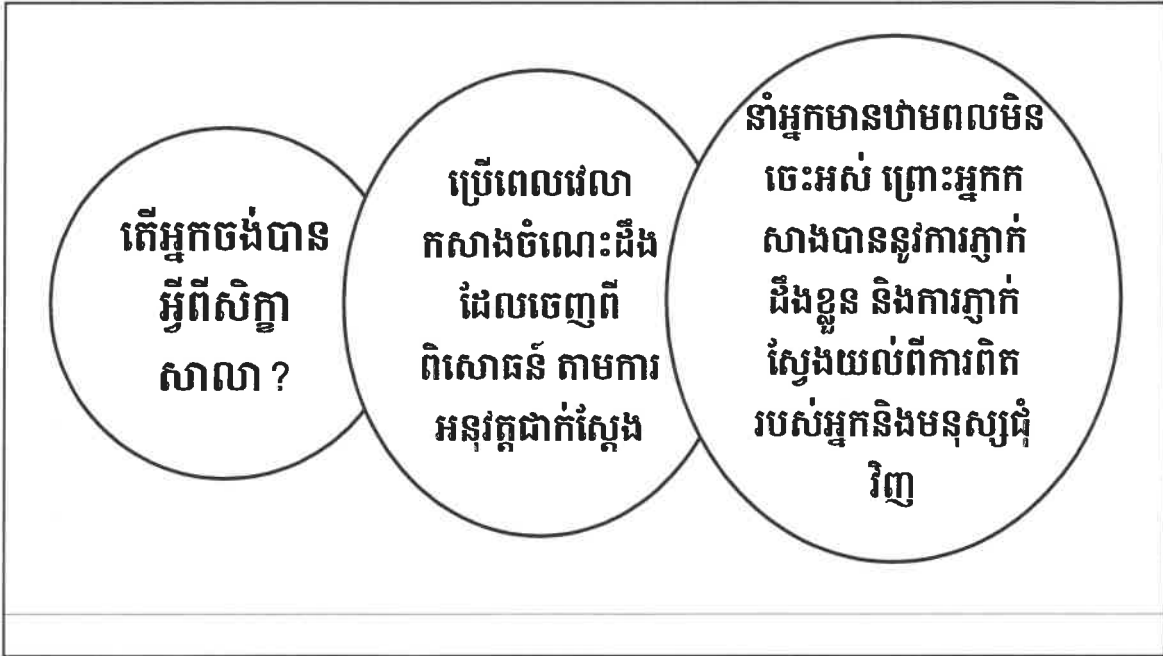 តើអ្នកចង់បាន
អ្វីពីសិក្ខា
សាលា ?
ប្រើពេលវេលា
កសាងចំណេះដឹង
ដែលចេញពី
ពិសោធន៍ តាមការ
អនុវត្តជាក់ស្តែង
នាំអ្នកមានឋាមពលមិន
ចេះអស់ ព្រោះអ្នកក
សាងបាននូវការភ្ញាក់
ដឹងខ្លួន និងការភ្ញាក់
ស្វែងយល់ពីការពិត
របស់អ្នកនិងមនុស្សជុំ
វិញ